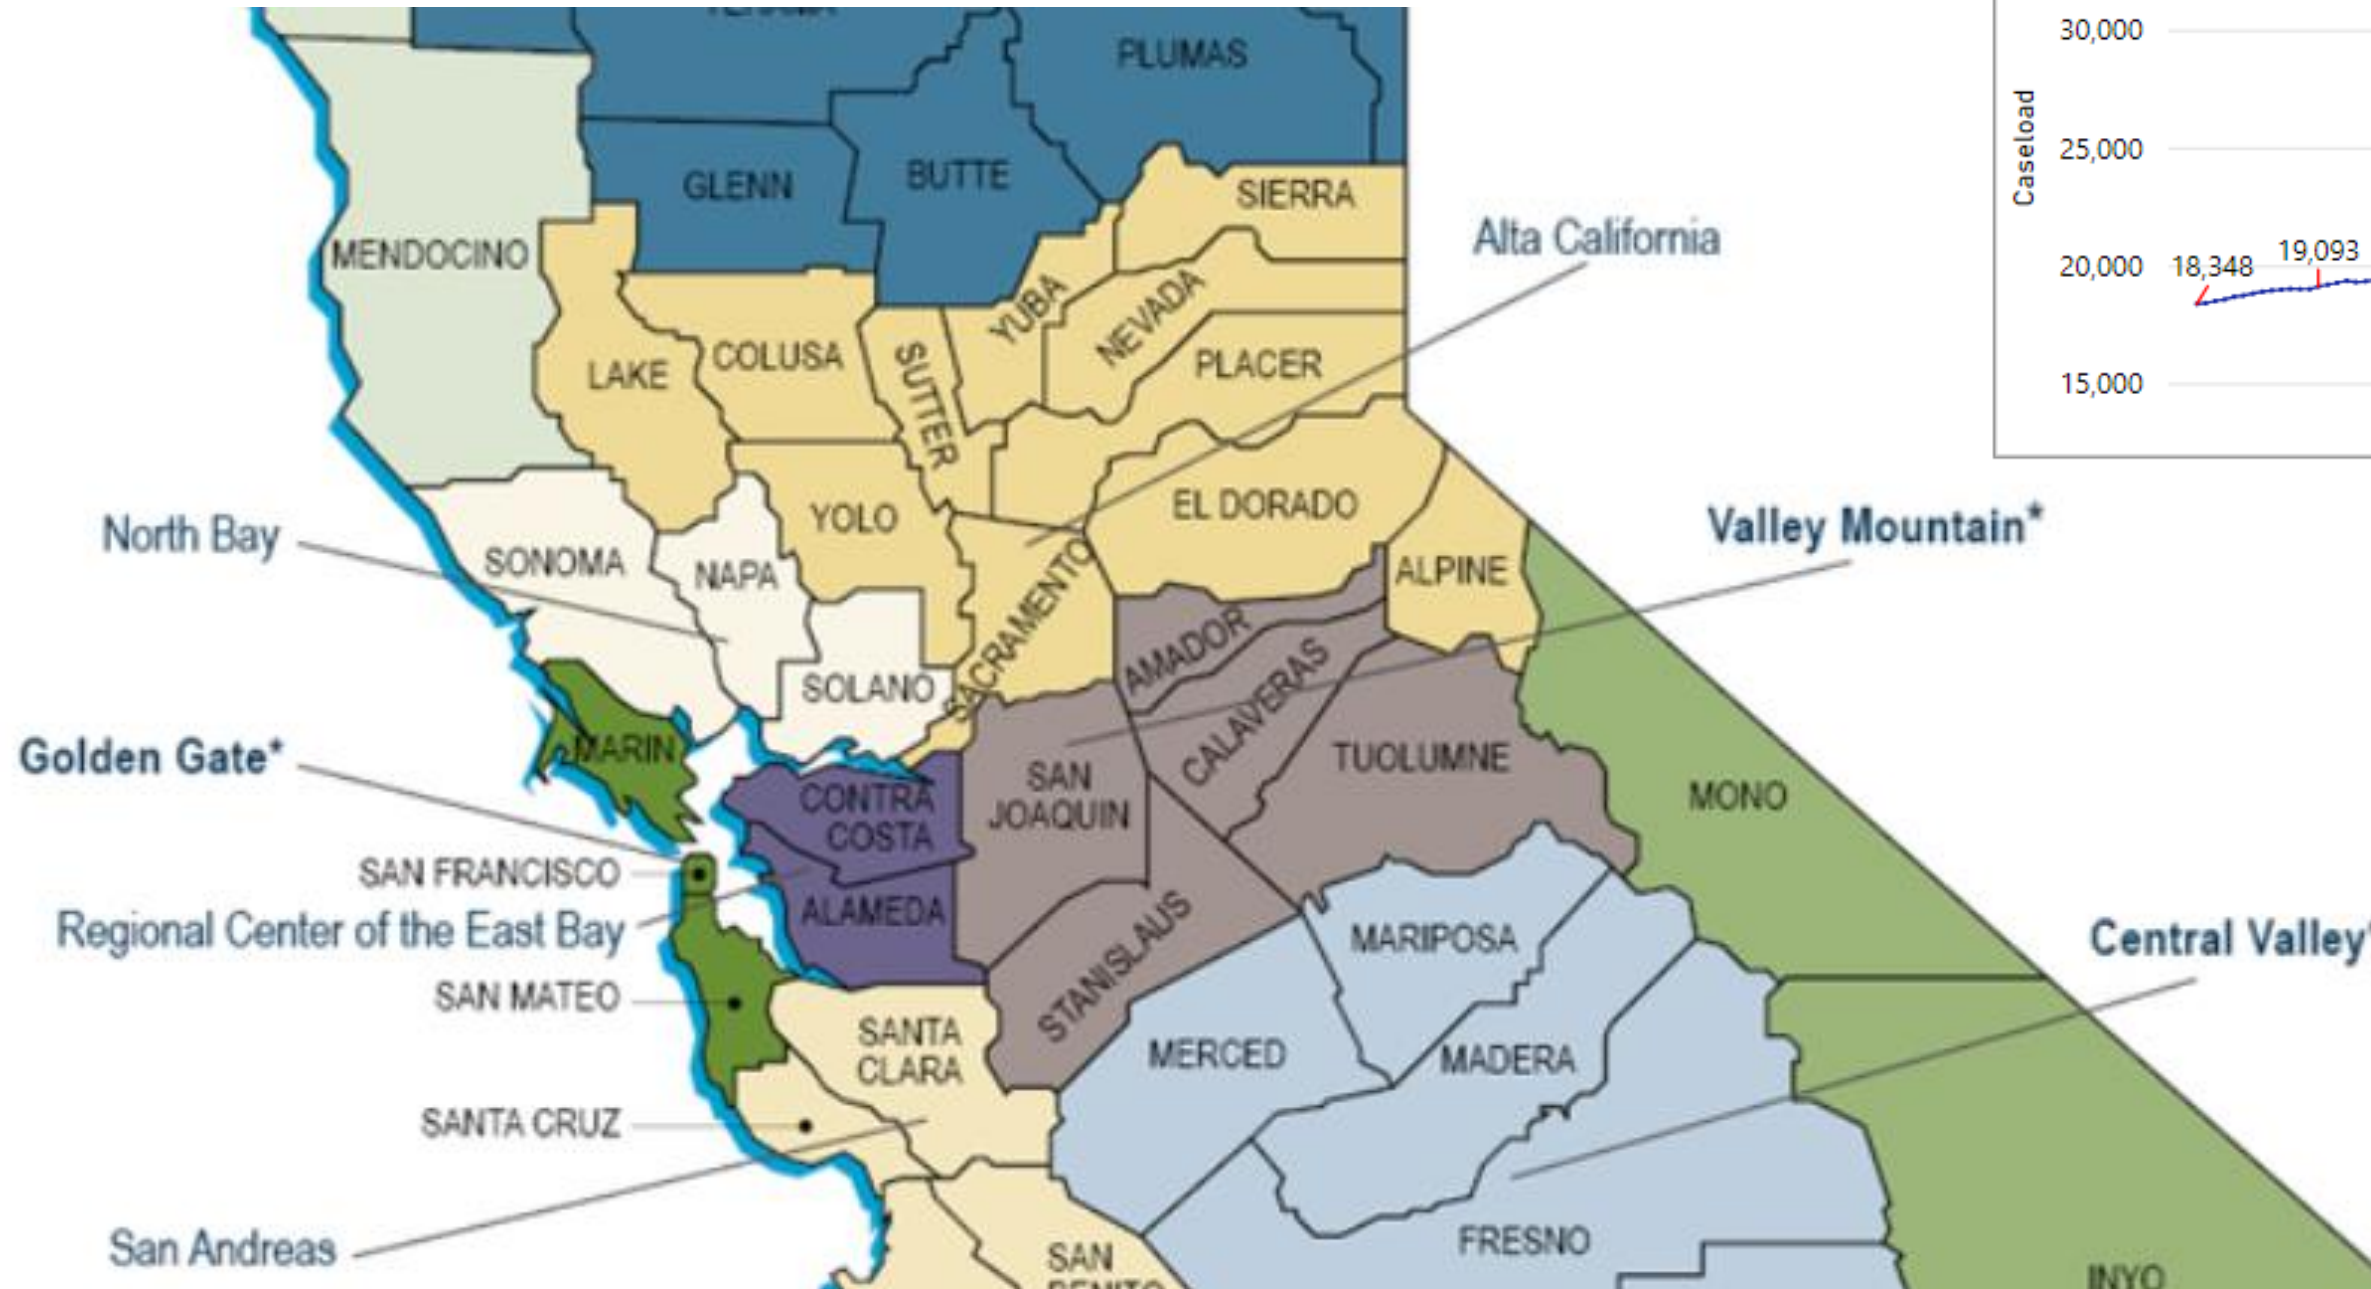 TEHAMA
PLUMAS
30,000
Caseload
25,000
GLENN
BUTTE
SIERRA
MENDOCINO
Alta California
20,000
18,348
19,093
YUBA
NEVADA
LAKE
COLUSA
SUTTER
PLACER
15,000
North Bay
SONOMA
NAPA
YOLO
EL DORADO
ALPINE
Valley Mountain*
SACRAMENTO
AMADOR
SOLANO
CALAVERAS
Golden Gate*
MARIN
CONTRA
COSTA
SAN
JOAQUIN
TUOLUMNE
MONO
SAN FRANCISCO
Regional Center of the East Bay
ALAMEDA
STANISLAUS
MARIPOSA
Central Valley*
SAN MATEO
SANTA
CLARA
MERCED
MADERA
SANTA CRUZ
San Andreas
SAN
BENITO
FRESNO
INYO